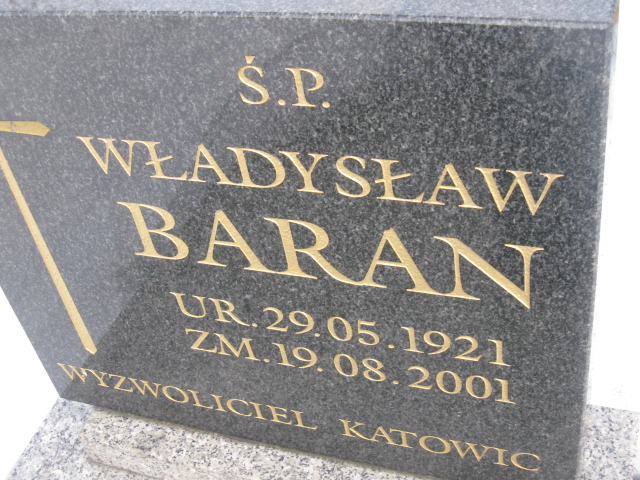 Ś.P.
WŁADYSŁAW
BARAN
UR.29.05.1921
ZM.19.08.2001
WYZWOLICIEL KATOWIC